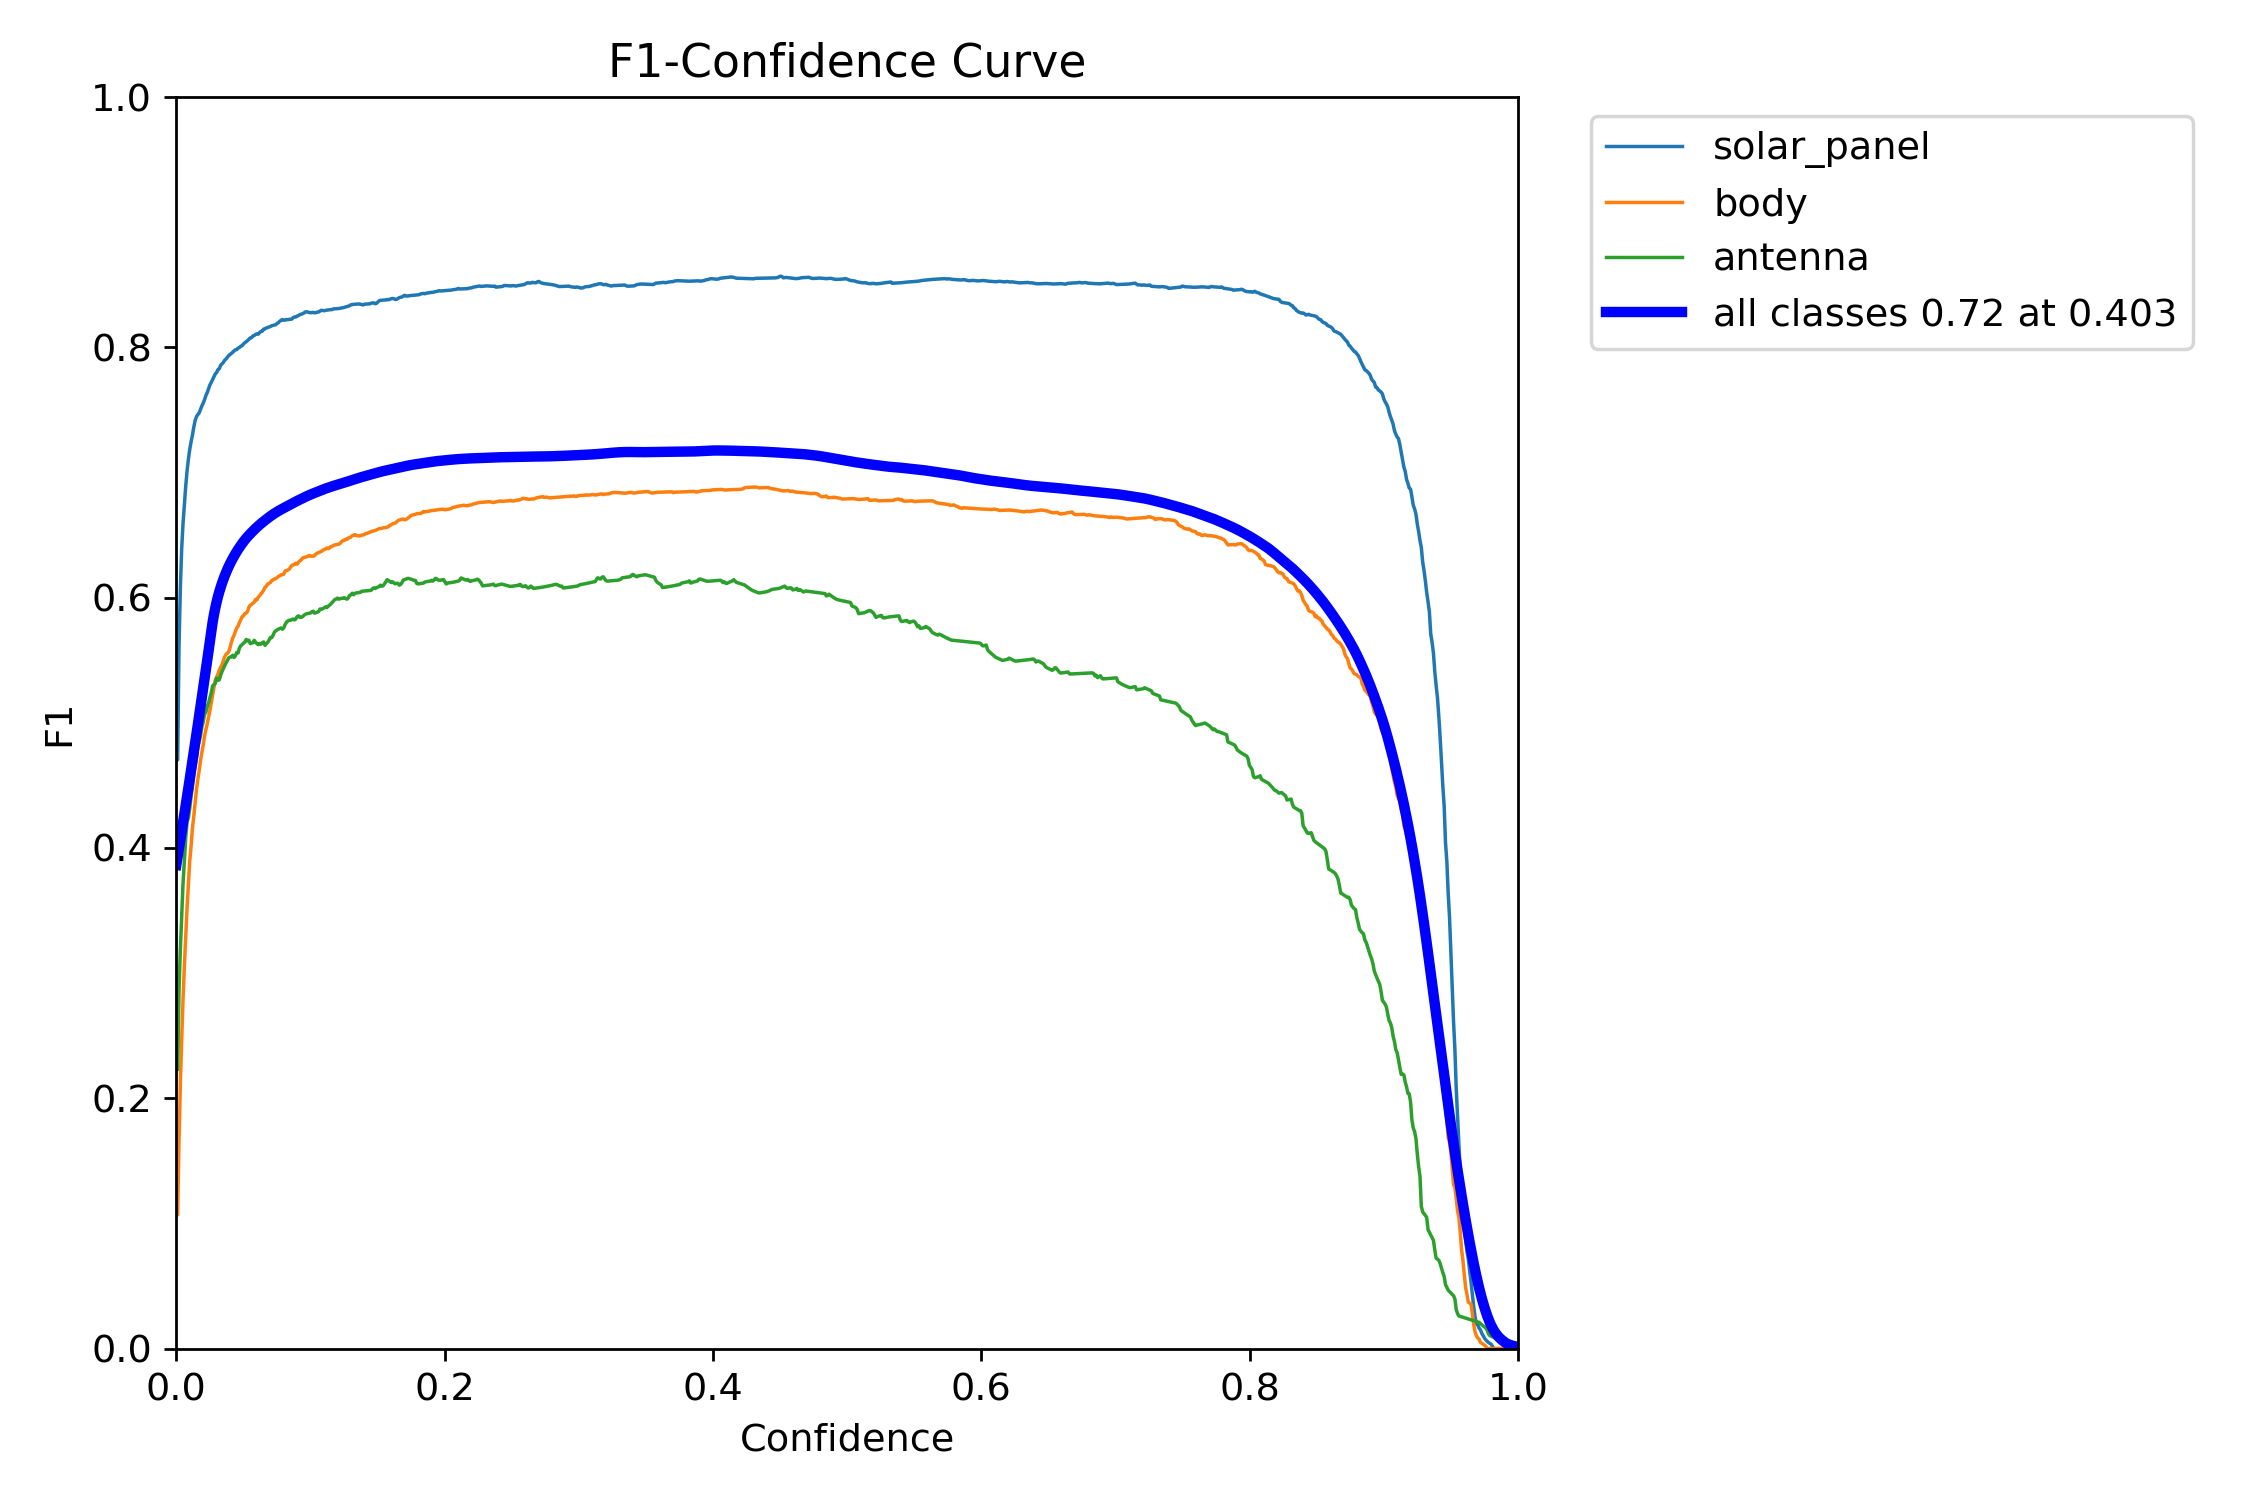 F1-Confidence Curve
1.0
0.8
0.6
0.4
0.2
0.0
F1
0.0 0.2 0.4 0.6 0.8 1.0
Confidence
solar_panel
body
antenna
all classes 0.72 at 0.403